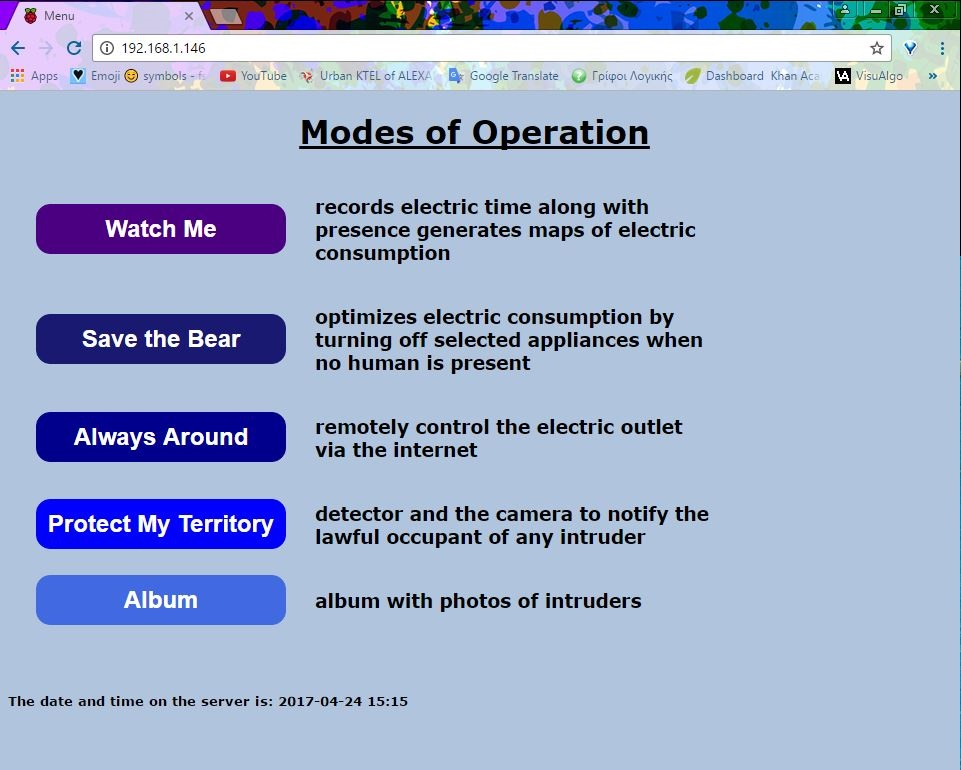 Menu
192.168.1.146
Apps Emoji 😊 symbols - fs YouTube Urban KTEL of ALEXA Google Translate Γρίφοι Λογικής Dashboard Khan Aca VisuAlgo »
Modes of Operation
Watch Me
records electric time along with
presence generates maps of electric
consumption
Save the Bear
optimizes electric consumption by
turning off selected appliances when
no human is present
Always Around
remotely control the electric outlet
via the internet
Protect My Territory
detector and the camera to notify the
lawful occupant of any intruder
Album
album with photos of intruders
The date and time on the server is: 2017-04-24 15:15